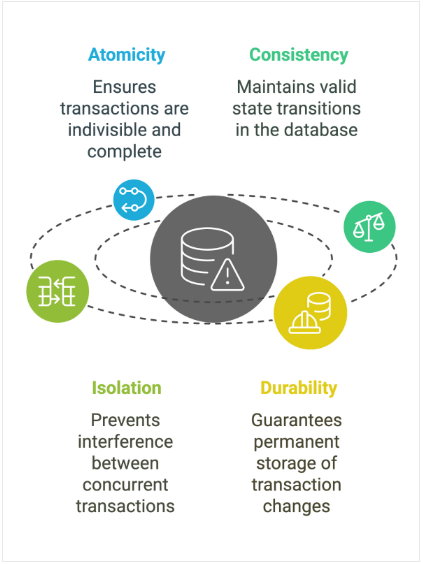 Atomicity
Ensures
transactions are
indivisible and
complete
Consistency
Maintains valid
state transitions
in the database
Isolation
Prevents
interference
between
concurrent
transactions
Durability
Guarantees
permanent
storage of
transaction
changes